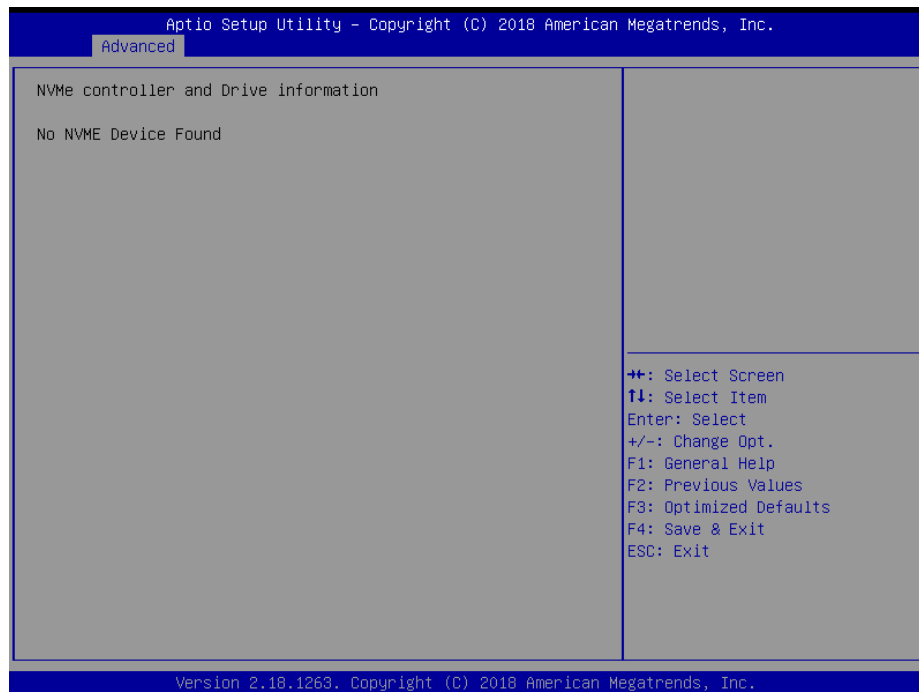 Aptio Setup Utility – Copyright (C) 2018 American Megatrends, Inc.
Advanced
NVMe controller and Drive information
No NVME Device Found
→←: Select Screen
↑↓: Select Item
Enter: Select
+/-: Change Opt.
F1: General Help
F2: Previous Values
F3: Optimized Defaults
F4: Save & Exit
ESC: Exit
Version 2.18.1263. Copyright (C) 2018 American Megatrends, Inc.